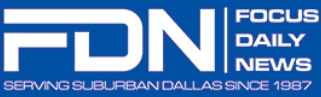 FDN
FOCUS
DAILY
NEWS
SERVING SUBURBAN DALLAS SINCE 1987